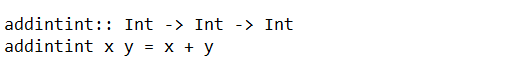 addintint:: Int -> Int -> Int
addintint x y = x + y